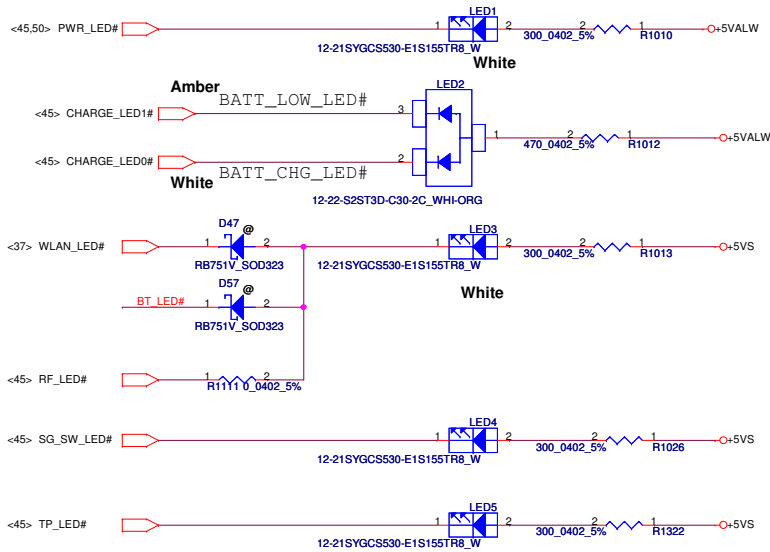 LED1
<45,50> PWR_LED# 1 2 2 1 +5VALW
12-21SYGCS530-E1S155TR8_W 300_0402_5% R1010
White
Amber LED2
BATT_LOW_LED#
<45> CHARGE_LED1# 3
1 2 1 +5VALW
470_0402_5% R1012
<45> CHARGE_LED0# 2
White BATT_CHG_LED#
12-22-S2ST3D-C30-2C_WHI-ORG
D47 @ LED3
<37> WLAN_LED# 1 2 1 2 2 1 +5VS
RB751V_SOD323 12-21SYGCS530-E1S155TR8_W 300_0402_5% R1013
D57 @ White
BT_LED# 1 2
RB751V_SOD323
<45> RF_LED# 1 2
R1111 0_0402_5%
LED4
<45> SG_SW_LED# 1 2 2 1 +5VS
12-21SYGCS530-E1S155TR8_W 300_0402_5% R1026
LED5
<45> TP_LED# 1 2 2 1 +5VS
12-21SYGCS530-E1S155TR8_W 300_0402_5% R1322